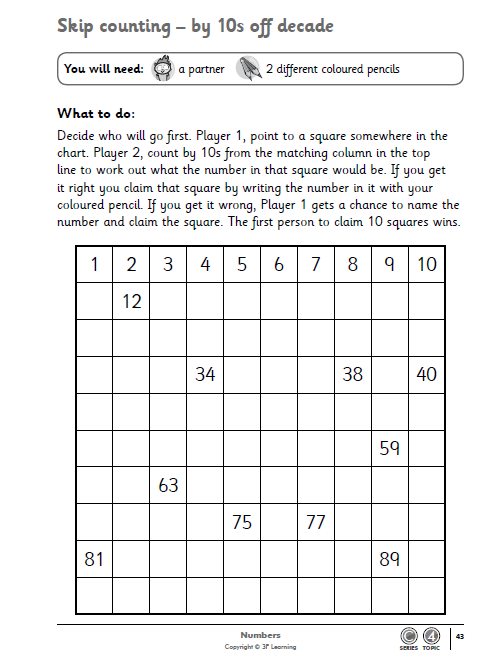 Skip counting – by 10s off decade
You will need: a partner 2 different coloured pencils
What to do:
Decide who will go first. Player 1, point to a square somewhere in the
chart. Player 2, count by 10s from the matching column in the top
line to work out what the number in that square would be. If you get
it right you claim that square by writing the number in it with your
coloured pencil. If you get it wrong, Player 1 gets a chance to name the
number and claim the square. The first person to claim 10 squares wins.
1 2 3 4 5 6 7 8 9 10
12
34 38 40
59
63
75 77
81 89
Numbers
Copyright © 3P Learning
C 4
SERIES TOPIC
43